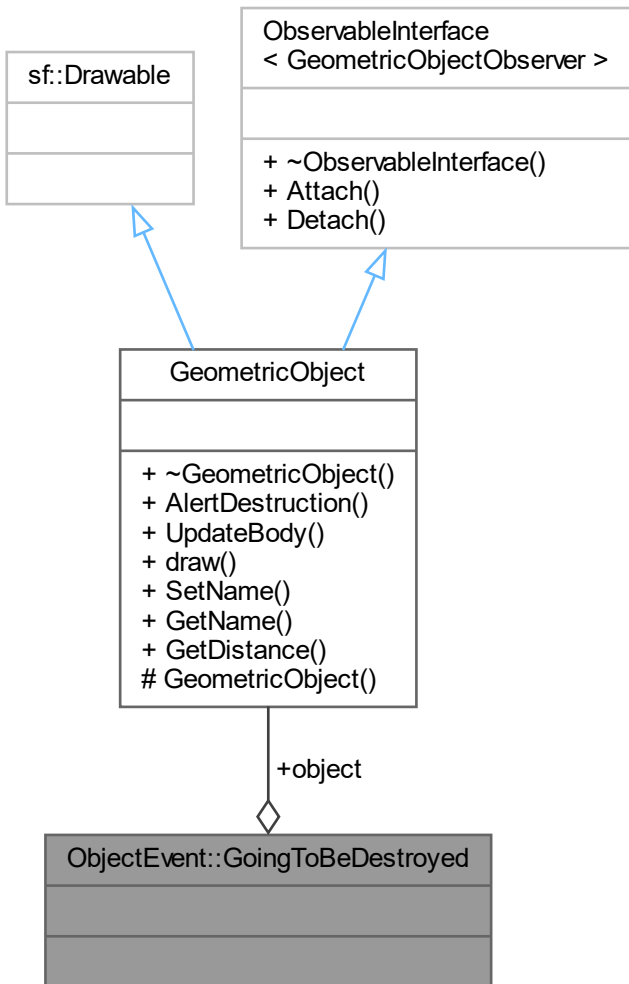 sf::Drawable
ObservableInterface
< GeometricObjectObserver >
+ ~ObservableInterface()
+ Attach()
+ Detach()
GeometricObject
+ ~GeometricObject()
+ AlertDestruction()
+ UpdateBody()
+ draw()
+ SetName()
+ GetName()
+ GetDistance()
# GeometricObject()
+object
ObjectEvent::GoingToBeDestroyed